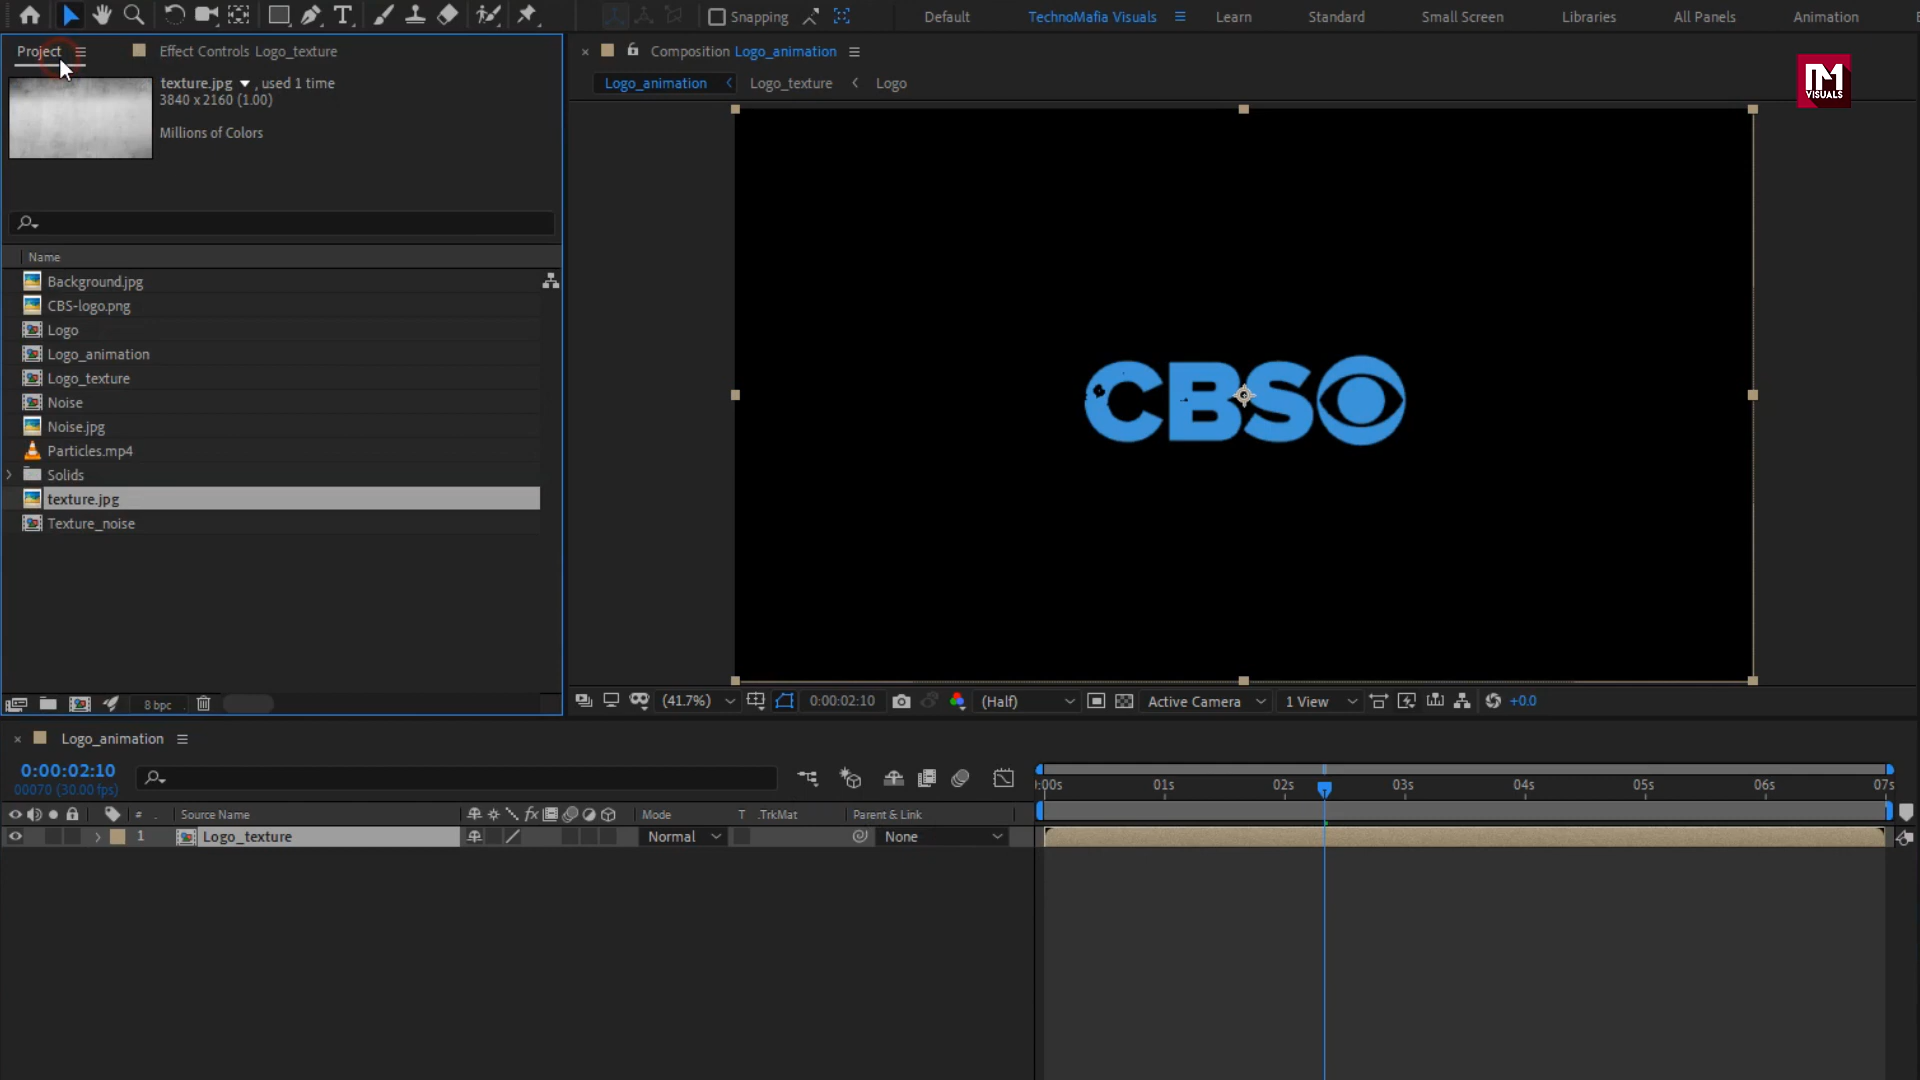 Snapping
Default
TechnoMafia Visuals
Learn
Standard
Small Screen
Libraries
All Panels
Animation
Project
Effect Controls Logo_texture
Composition Logo_animation
M
VISUALS
texture.jpg , used 1 time
3840 x 2160 (1.00)
Millions of Colors
Logo_animation
Logo_texture
Logo
Name
Background.jpg
CBS-logo.png
Logo
Logo_animation
Logo_texture
Noise
Noise.jpg
Particles.mp4
Solids
texture.jpg
Texture_noise
CBS
8 bpc
(41.7%)
0:00:02:10
(Half)
Active Camera
1 View
+0.0
Logo_animation
0:00:02:10
00070 (30.00 fps)
:00s
01s
02s
03s
04s
05s
06s
07s
# .
Source Name
fx
Mode
T .TrkMat
Parent & Link
1
Logo_texture
Normal
None